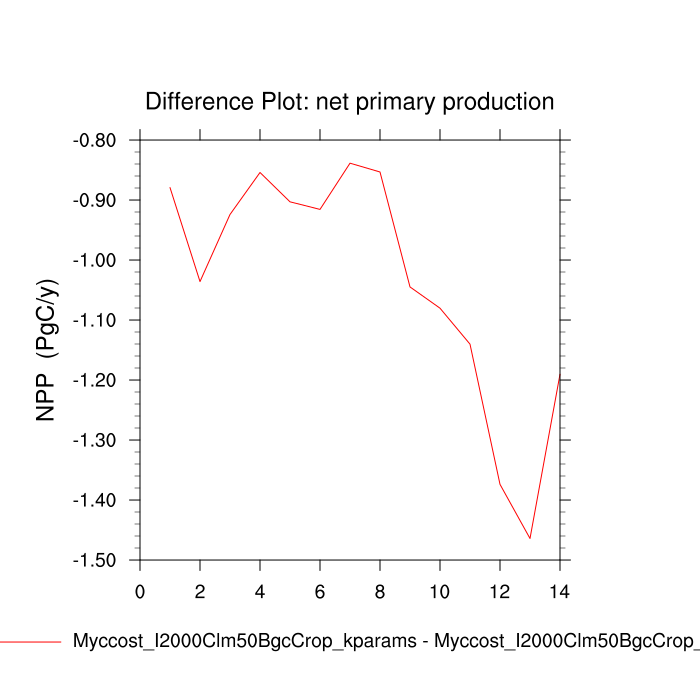 Difference Plot: net primary production
-0.80
-0.90
-1.00
-1.10
-1.20
-1.30
-1.40
-1.50
NPP (PgC/y)
0 2 4 6 8 10 12 14
Myccost_I2000Clm50BgcCrop_kparams - Myccost_I2000Clm50BgcCrop_